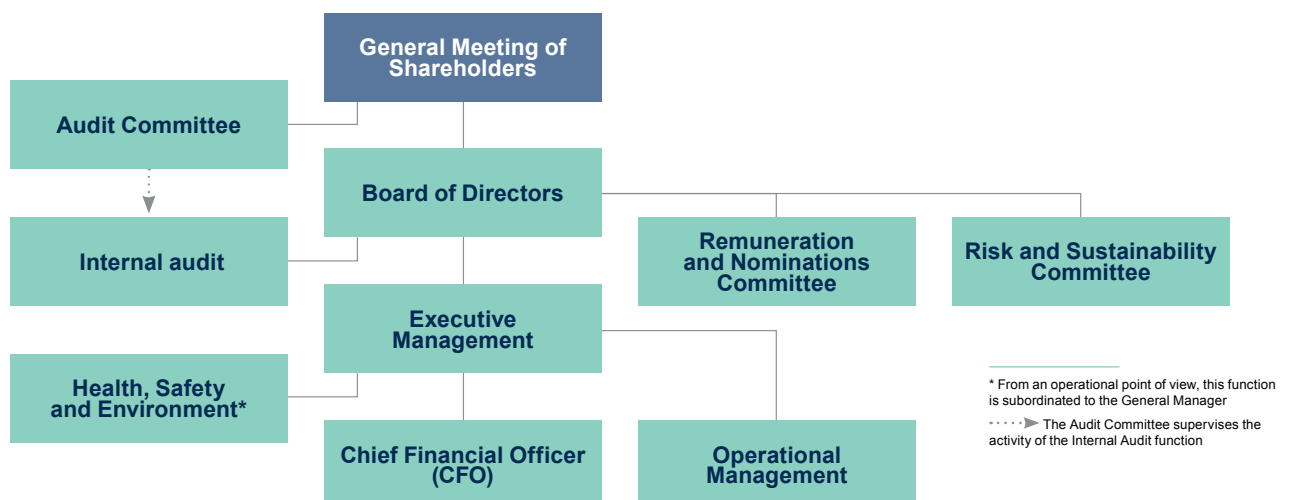 General Meeting of
Shareholders
Audit Committee
Board of Directors
Internal audit
Remuneration
and Nominations
Committee
Risk and Sustainability
Committee
Executive
Management
Health, Safety
and Environment*
Chief Financial Officer
(CFO)
Operational
Management
* From an operational point of view, this function
is subordinated to the General Manager
The Audit Committee supervises the
activity of the Internal Audit function